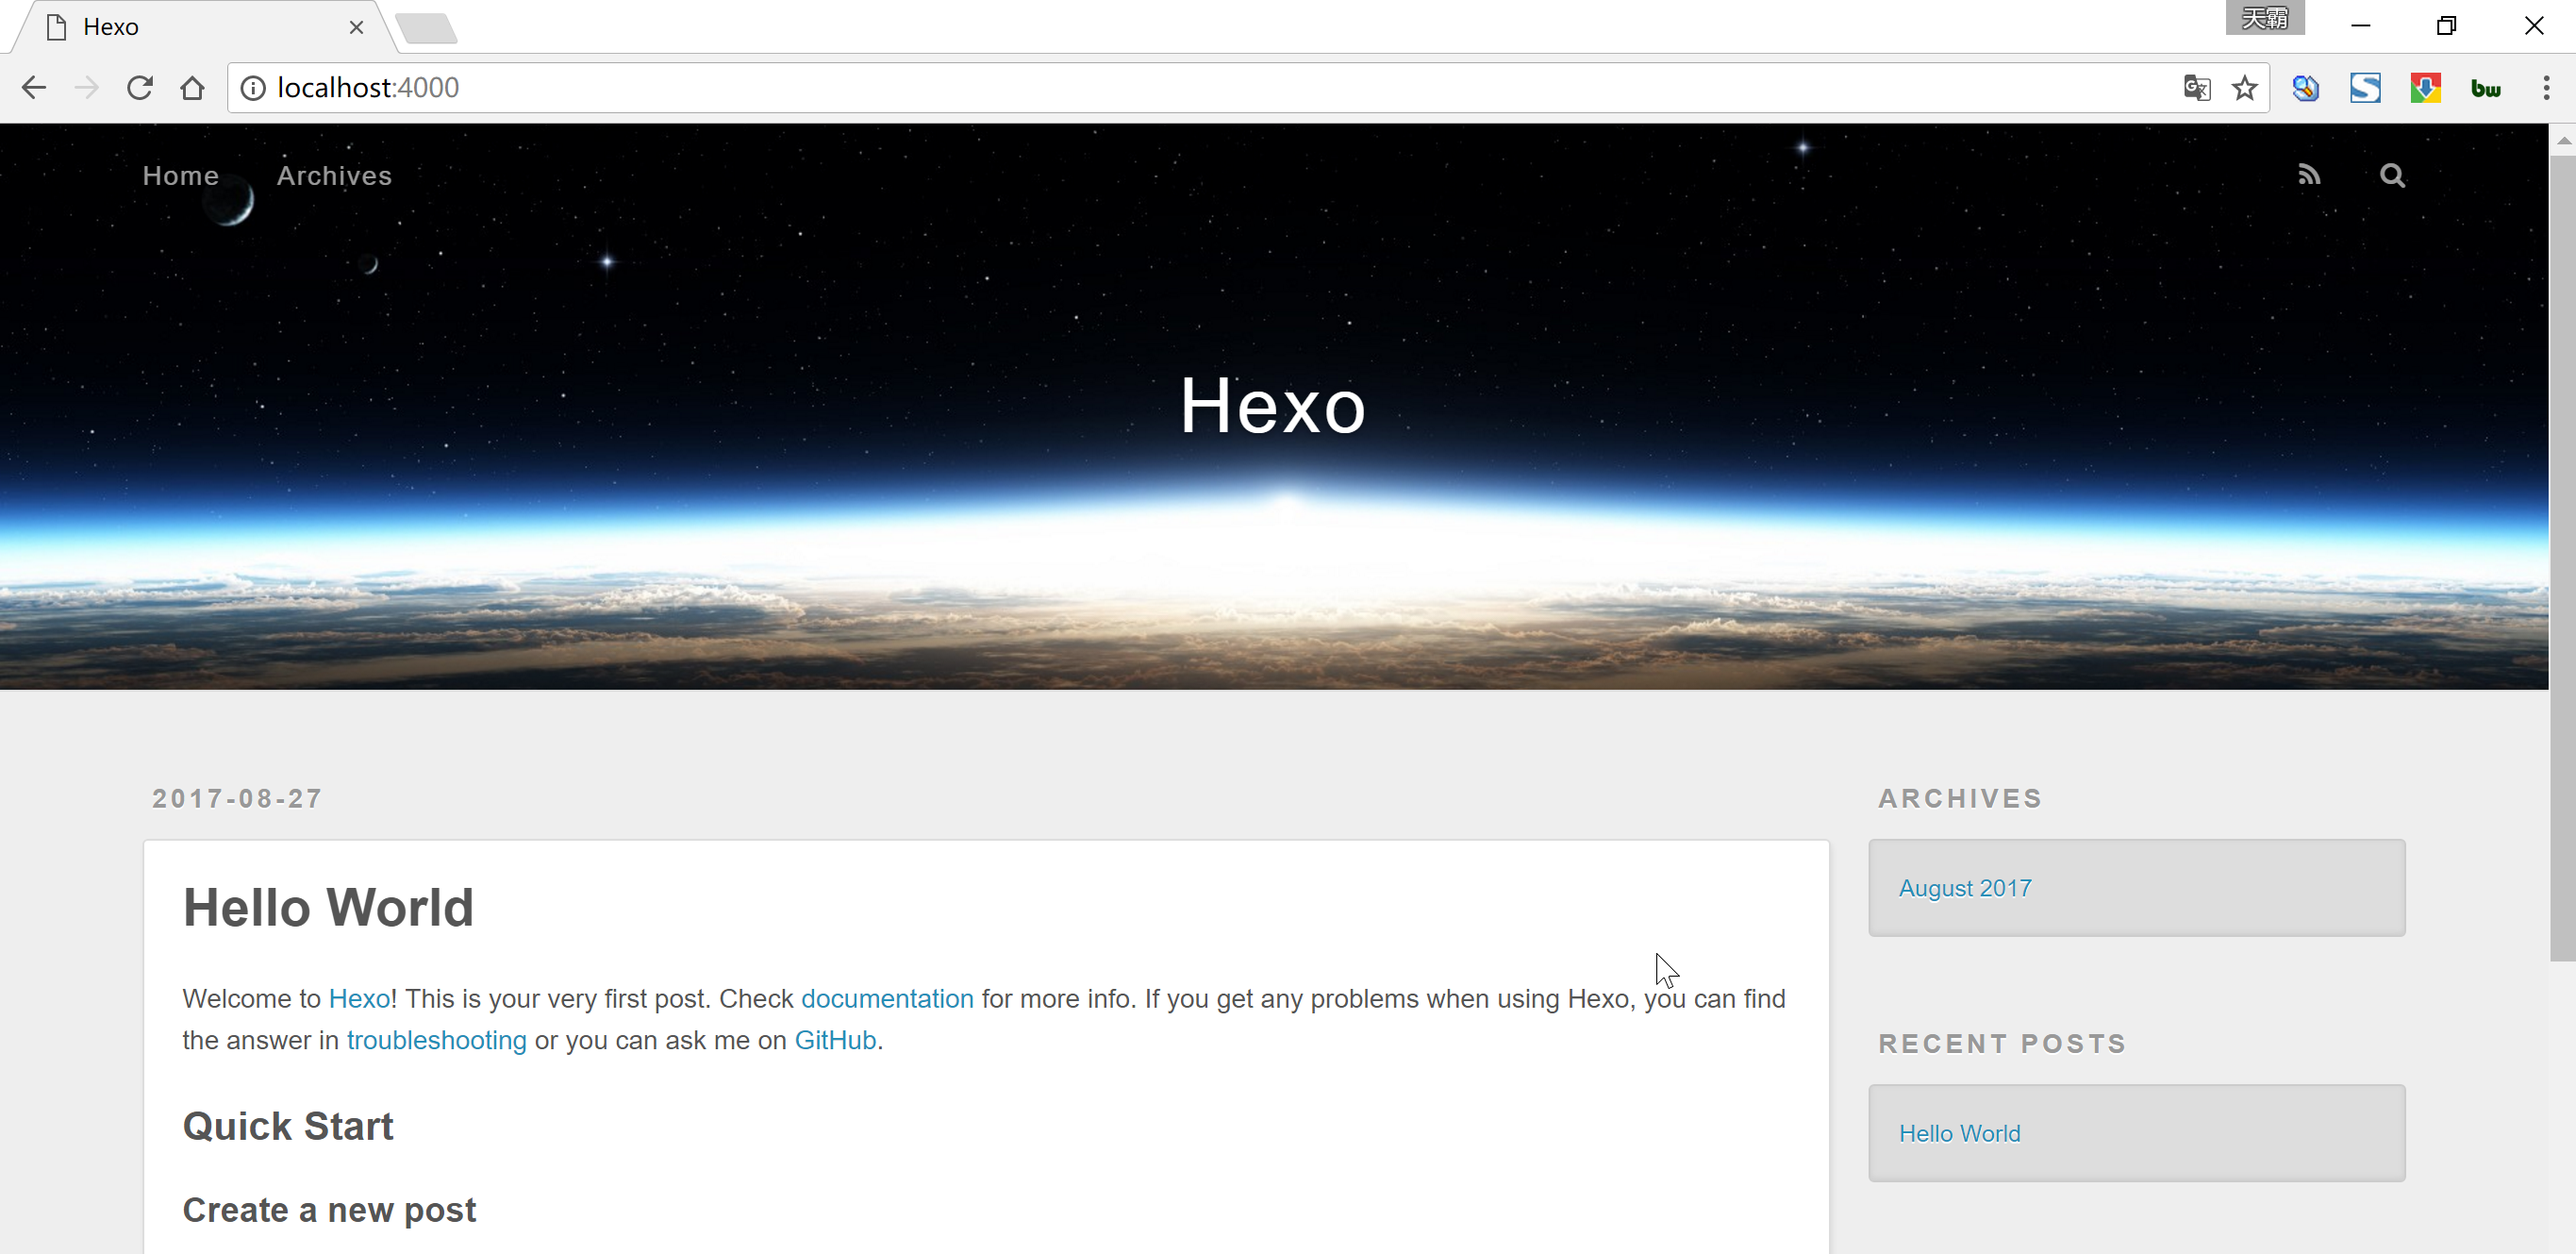 Hexo
天霸
localhost:4000
bw
Home Archives
Hexo
2017-08-27
Hello World
Welcome to Hexo! This is your very first post. Check documentation for more info. If you get any problems when using Hexo, you can find
the answer in troubleshooting or you can ask me on GitHub.
Quick Start
Create a new post
ARCHIVES
August 2017
RECENT POSTS
Hello World